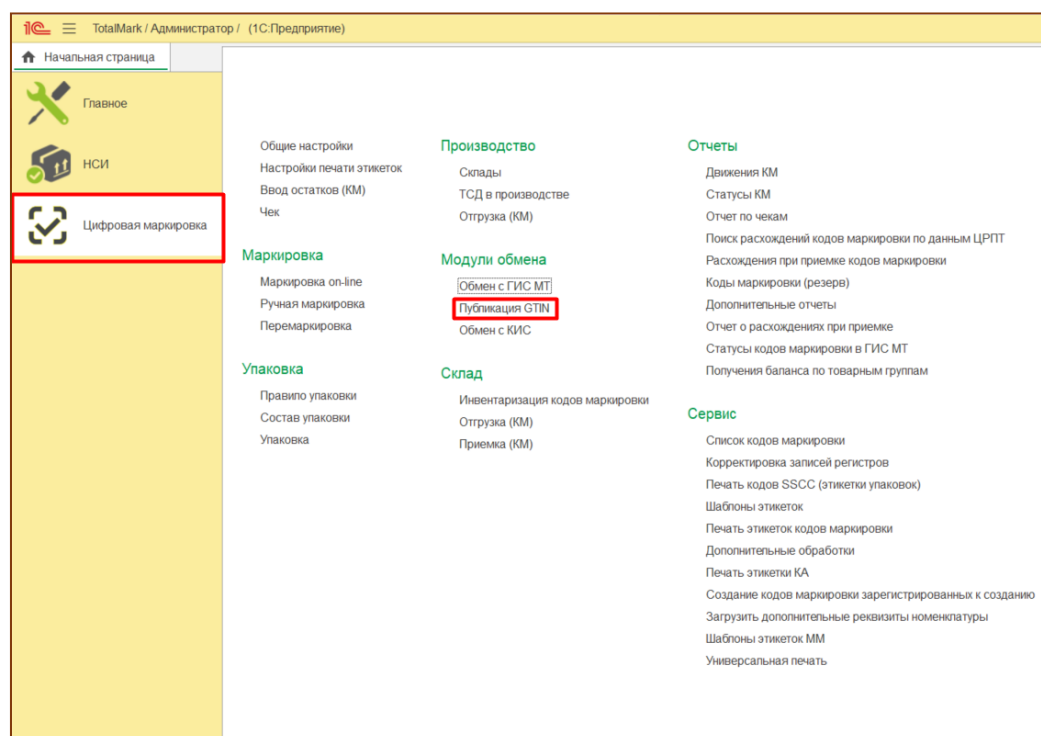 1С TotalMark / Администратор / (1С:Предприятие)
Начальная страница
Главное
НСИ
Цифровая маркировка
Общие настройки
Настройки печати этикеток
Ввод остатков (КМ)
Чек
Маркировка
Маркировка on-line
Ручная маркировка
Перемаркировка
Упаковка
Правило упаковки
Состав упаковки
Упаковка
Производство
Склады
ТСД в производстве
Отгрузка (КМ)
Модули обмена
Обмен с ГИС МТ
Публикация GTIN
Обмен с КИС
Склад
Инвентаризация кодов маркировки
Отгрузка (КМ)
Приемка (КМ)
Отчеты
Движения КМ
Статусы КМ
Отчет по чекам
Поиск расхождений кодов маркировки по данным ЦРПТ
Расхождения при приемке кодов маркировки
Коды маркировки (резерв)
Дополнительные отчеты
Отчет о расхождениях при приемке
Статусы кодов маркировки в ГИС МТ
Получения баланса по товарным группам
Сервис
Список кодов маркировки
Корректировка записей регистров
Печать кодов SSCC (этикетки упаковок)
Шаблоны этикеток
Печать этикеток кодов маркировки
Дополнительные обработки
Печать этикетки КА
Создание кодов маркировки зарегистрированных к созданию
Загрузить дополнительные реквизиты номенклатуры
Шаблоны этикеток ММ
Универсальная печать